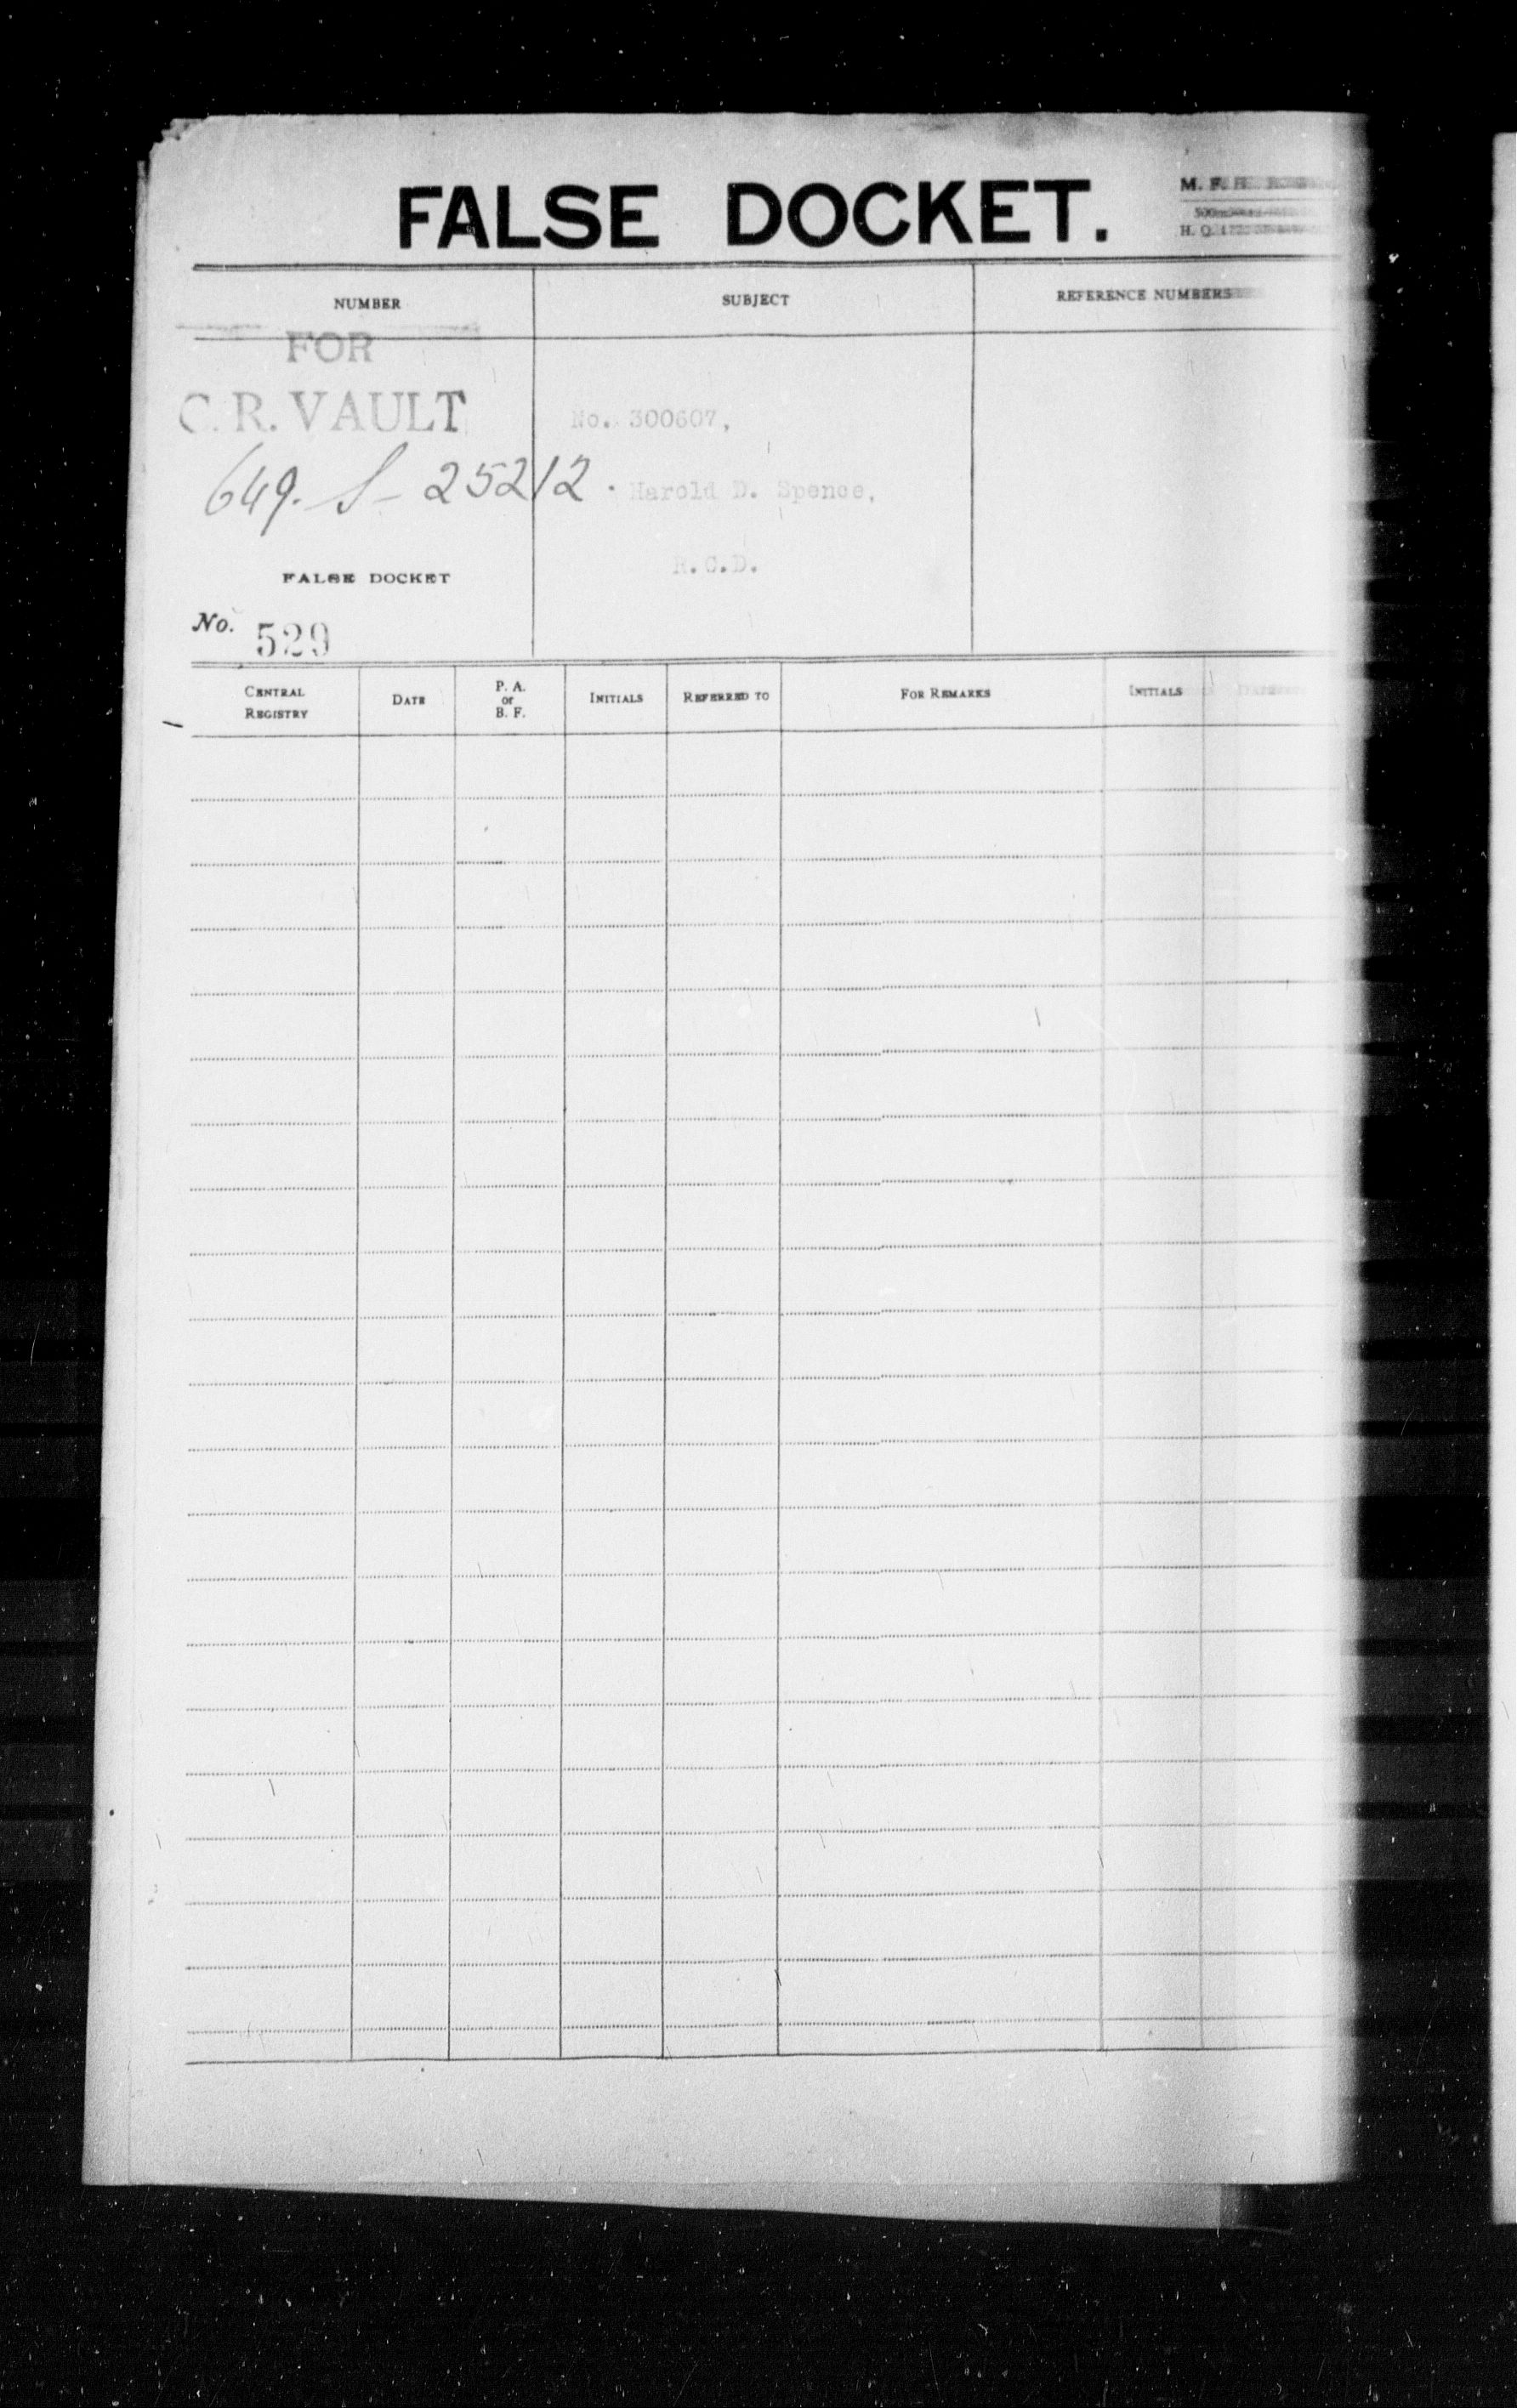 FALSE DOCKET.
M. F.
H. Q.
NUMBER
SUBJECT
REFERENCE NUMBERS
FOR
C. R. VAULT
No. 300607,
649. S- 25212.
Harold D. Spence,
R.C.D.
FALSE DOCKET
No. 529
CENTRAL REGISTRY
DATE
P. A. or B. F.
INITIALS
REFERRED TO
FOR REMARKS
INITIALS